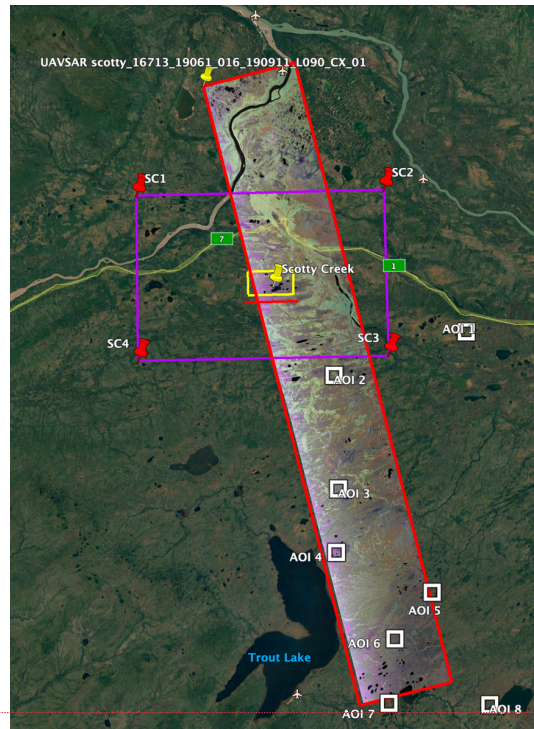 UAVSAR scotty_16713_19061_016_190911_L090_CX_01
SC1
SC2
7
Scotty Creek
1
SC4
SC3
AOI 1
AOI 2
AOI 3
AOI 4
AOI 5
AOI 6
Trout Lake
AOI 7
AOI 8